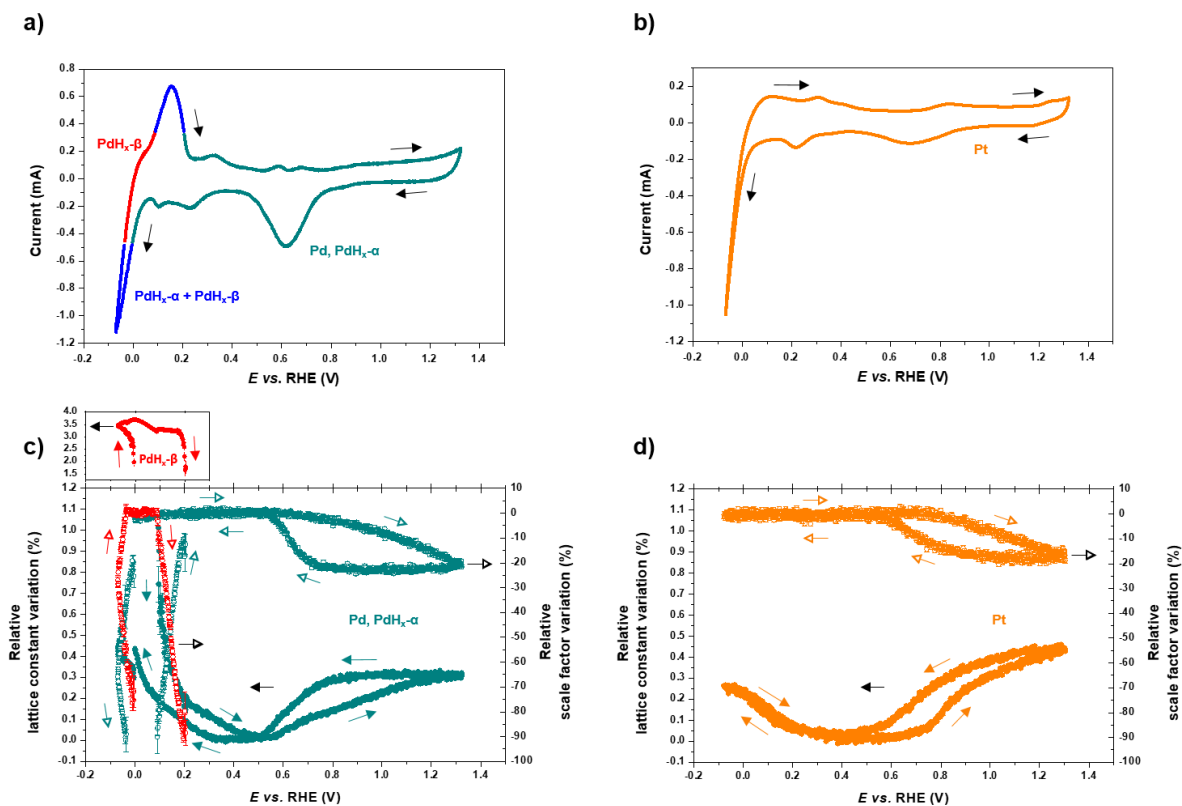 a)
0.8
0.6
0.4
0.2
0.0
-0.2
-0.4
-0.6
-0.8
-1.0
-1.2
Current (mA)
PdHₓ-β
Pd, PdHₓ-α
PdHₓ-α + PdHₓ-β
-0.2 0.0 0.2 0.4 0.6 0.8 1.0 1.2 1.4
E vs. RHE (V)
b)
0.2
0.0
-0.2
-0.4
-0.6
-0.8
-1.0
-1.2
Current (mA)
Pt
-0.2 0.0 0.2 0.4 0.6 0.8 1.0 1.2 1.4
E vs. RHE (V)
c)
4.0
3.5
3.0
2.5
2.0
1.5
PdHₓ-β
1.2
1.1
1.0
0.9
0.8
0.7
0.6
0.5
0.4
0.3
0.2
0.1
0.0
-0.1
Relative
lattice constant variation (%)
Pd, PdHₓ-α
10
0
-10
-20
-30
-40
-50
-60
-70
-80
-90
-100
Relative
scale factor variation (%)
-0.2 0.0 0.2 0.4 0.6 0.8 1.0 1.2 1.4
E vs. RHE (V)
d)
1.2
1.1
1.0
0.9
0.8
0.7
0.6
0.5
0.4
0.3
0.2
0.1
0.0
-0.1
Relative
lattice constant variation (%)
Pt
10
0
-10
-20
-30
-40
-50
-60
-70
-80
-90
-100
Relative
scale factor variation (%)
-0.2 0.0 0.2 0.4 0.6 0.8 1.0 1.2 1.4
E vs. RHE (V)